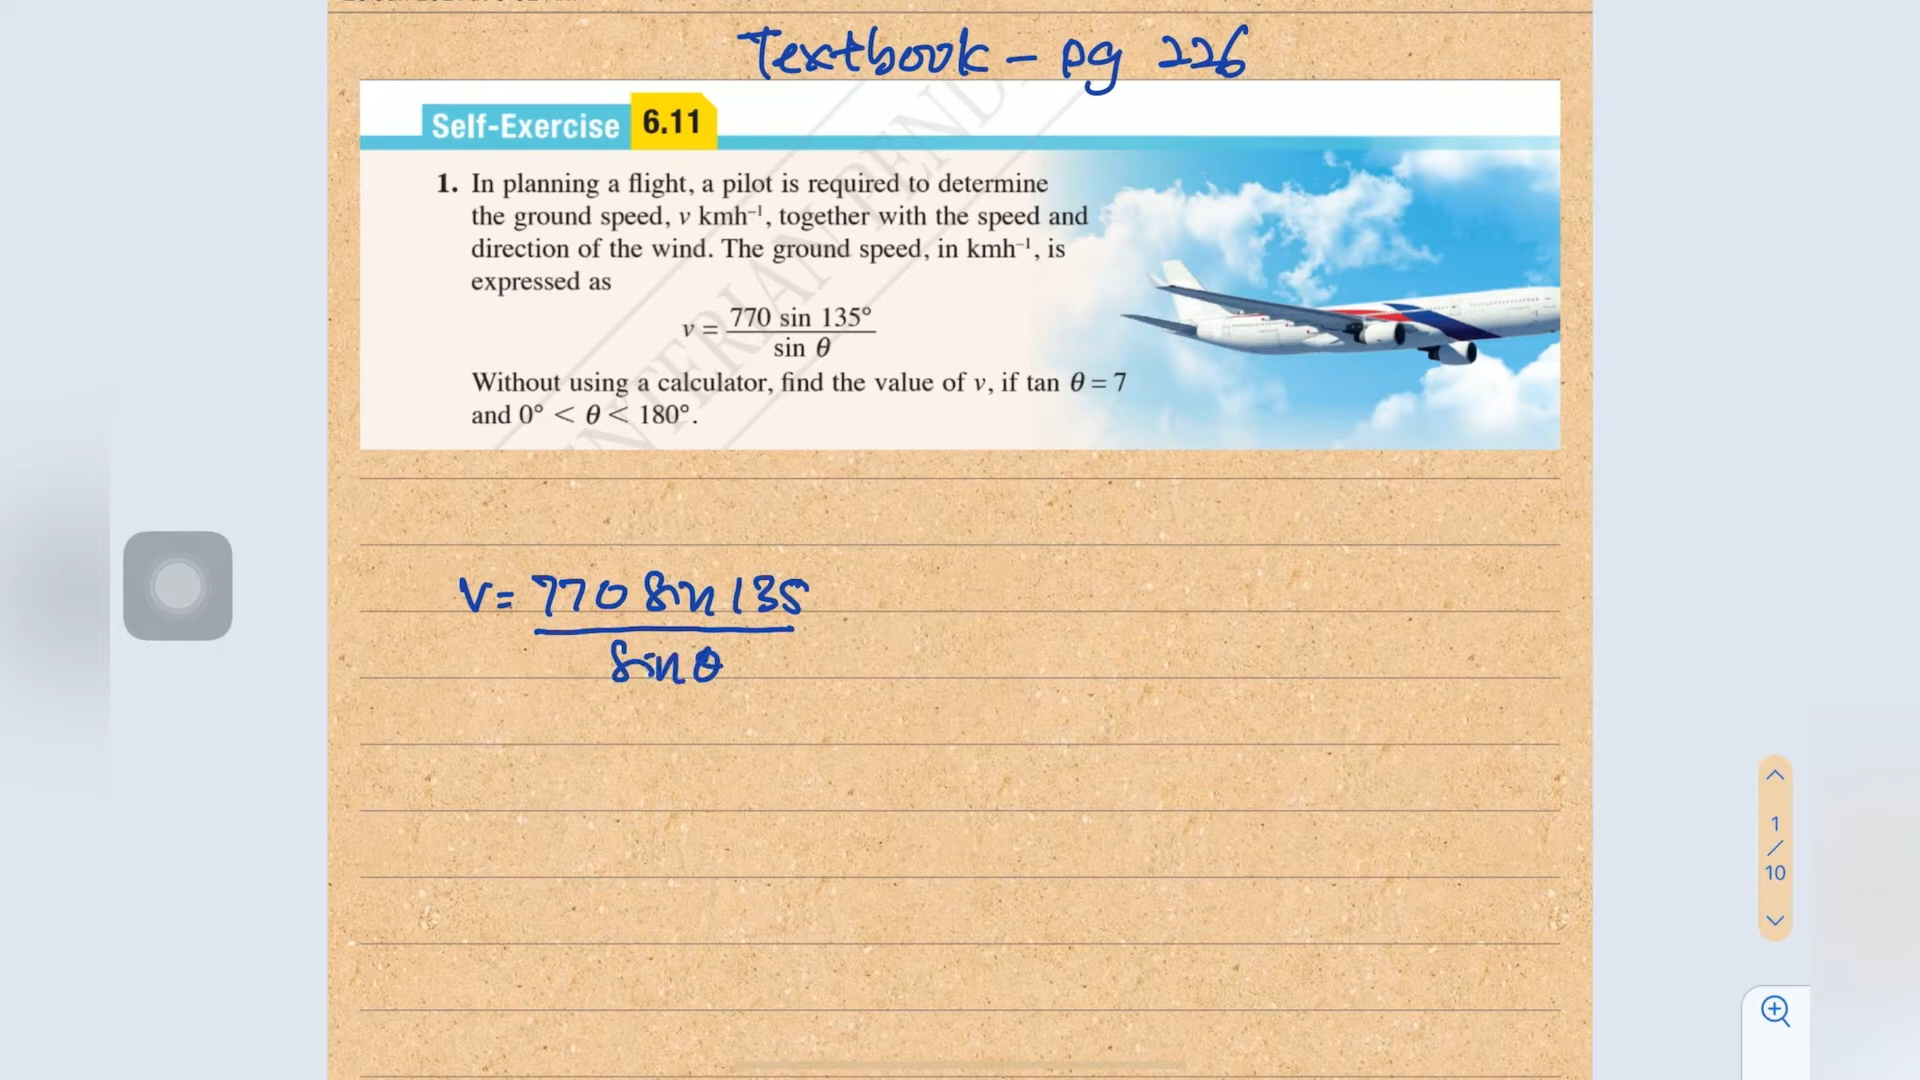 Textbook – pg 226
Self-Exercise 6.11
1. In planning a flight, a pilot is required to determine
the ground speed, v kmh⁻¹, together with the speed and
direction of the wind. The ground speed, in kmh⁻¹, is
expressed as
v = 770 sin 135° / sin θ
Without using a calculator, find the value of v, if tan θ = 7
and 0° < θ < 180°.
V = 770 Sin 135
Sin θ
1
/
10